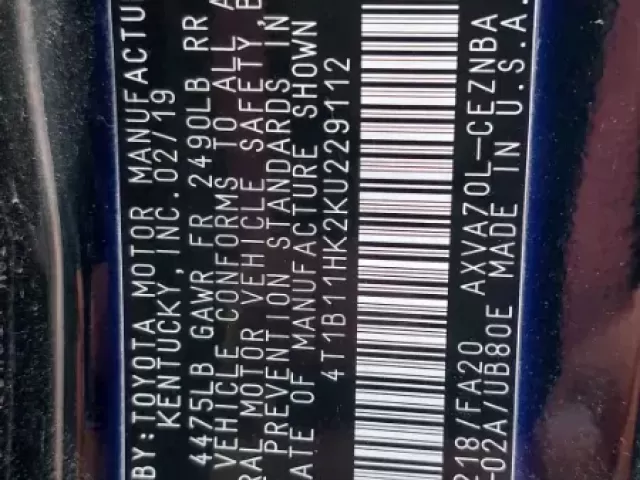 BY:TOYOTA MOTOR MANUFACTU
KENTUCKY, INC. 02/19
4475LB GAWR FR 2490LB RR
VEHICLE CONFORMS TO ALL A
RAL MOTOR VEHICLE SAFETY, B
PREVENTION STANDARDS IN
ATE OF MANUFACTURE SHOWN
4T1B11HK2KU229112
218/FA20 AXVA70L-CEZNBA
-02A/UB80E MADE IN U.S.A.